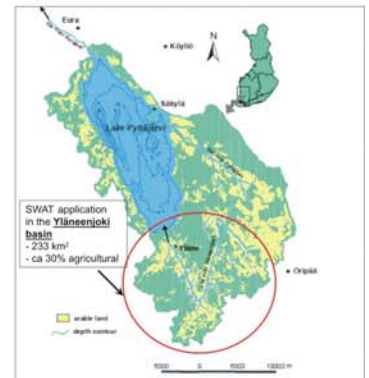 Eura
Köyliö
N
Säkylä
Lake Pyhäjärvi
SWAT application
in the Yläneenjoki
basin
- 233 km²
- ca 30% agricultural
Yläne
Oripää
arable land
depth contour
5000 0 5000 10000 m